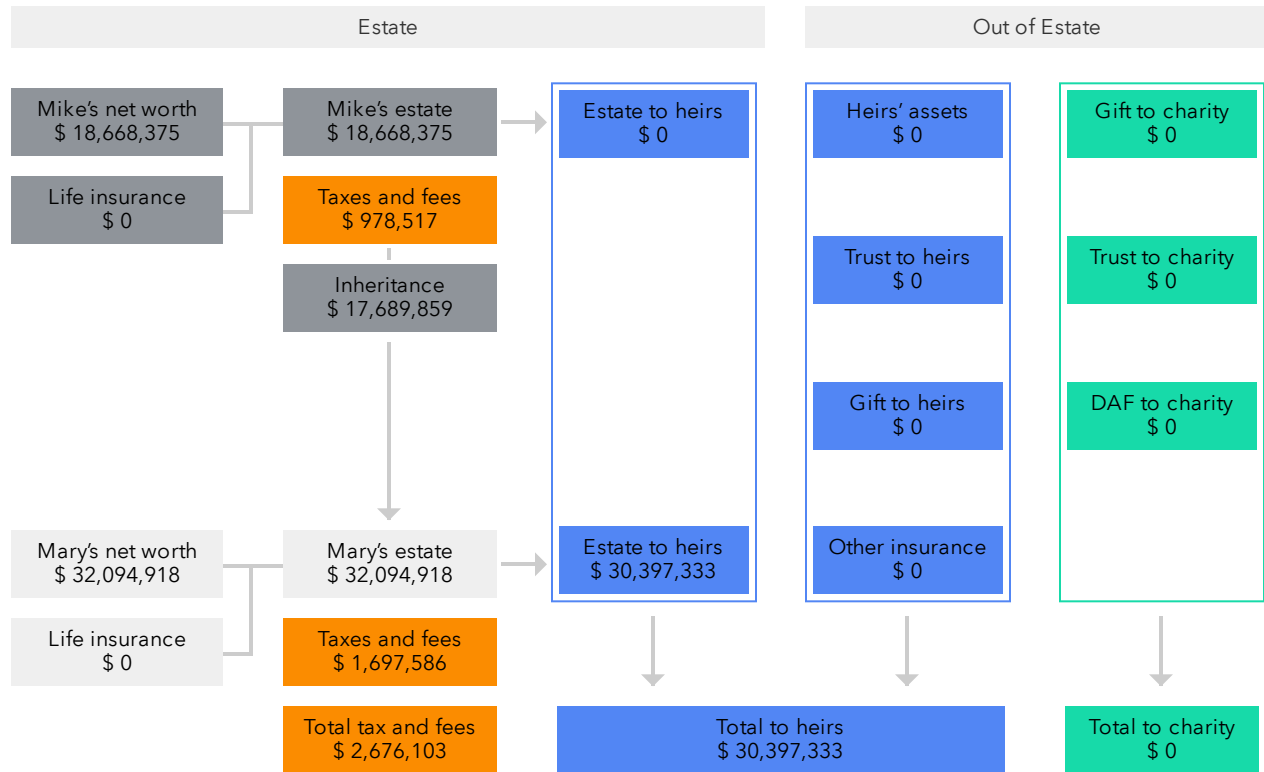 Estate
Out of Estate
Mike’s net worth
$ 18,668,375
Mike’s estate
$ 18,668,375
Estate to heirs
$ 0
Heirs’ assets
$ 0
Gift to charity
$ 0
Life insurance
$ 0
Taxes and fees
$ 978,517
Inheritance
$ 17,689,859
Trust to heirs
$ 0
Trust to charity
$ 0
Gift to heirs
$ 0
DAF to charity
$ 0
Mary’s net worth
$ 32,094,918
Mary’s estate
$ 32,094,918
Estate to heirs
$ 30,397,333
Other insurance
$ 0
Life insurance
$ 0
Taxes and fees
$ 1,697,586
Total tax and fees
$ 2,676,103
Total to heirs
$ 30,397,333
Total to charity
$ 0